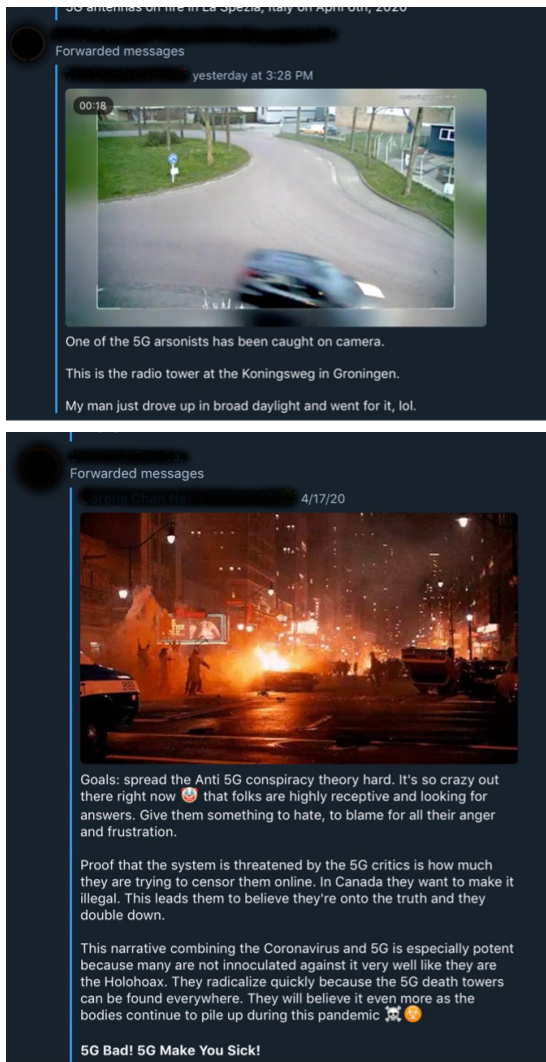 5G antennas on fire in La Spezia, Italy on April 6th, 2020
Forwarded messages
yesterday at 3:28 PM
00:18
One of the 5G arsonists has been caught on camera.
This is the radio tower at the Koningsweg in Groningen.
My man just drove up in broad daylight and went for it, lol.
Forwarded messages
Corona Chan 4/17/20
Goals: spread the Anti 5G conspiracy theory hard. It's so crazy out
there right now 🤡 that folks are highly receptive and looking for
answers. Give them something to hate, to blame for all their anger
and frustration.
Proof that the system is threatened by the 5G critics is how much
they are trying to censor them online. In Canada they want to make it
illegal. This leads them to believe they're onto the truth and they
double down.
This narrative combining the Coronavirus and 5G is especially potent
because many are not innoculated against it very well like they are
the Holohoax. They radicalize quickly because the 5G death towers
can be found everywhere. They will believe it even more as the
bodies continue to pile up during this pandemic ☠️☣️
5G Bad! 5G Make You Sick!